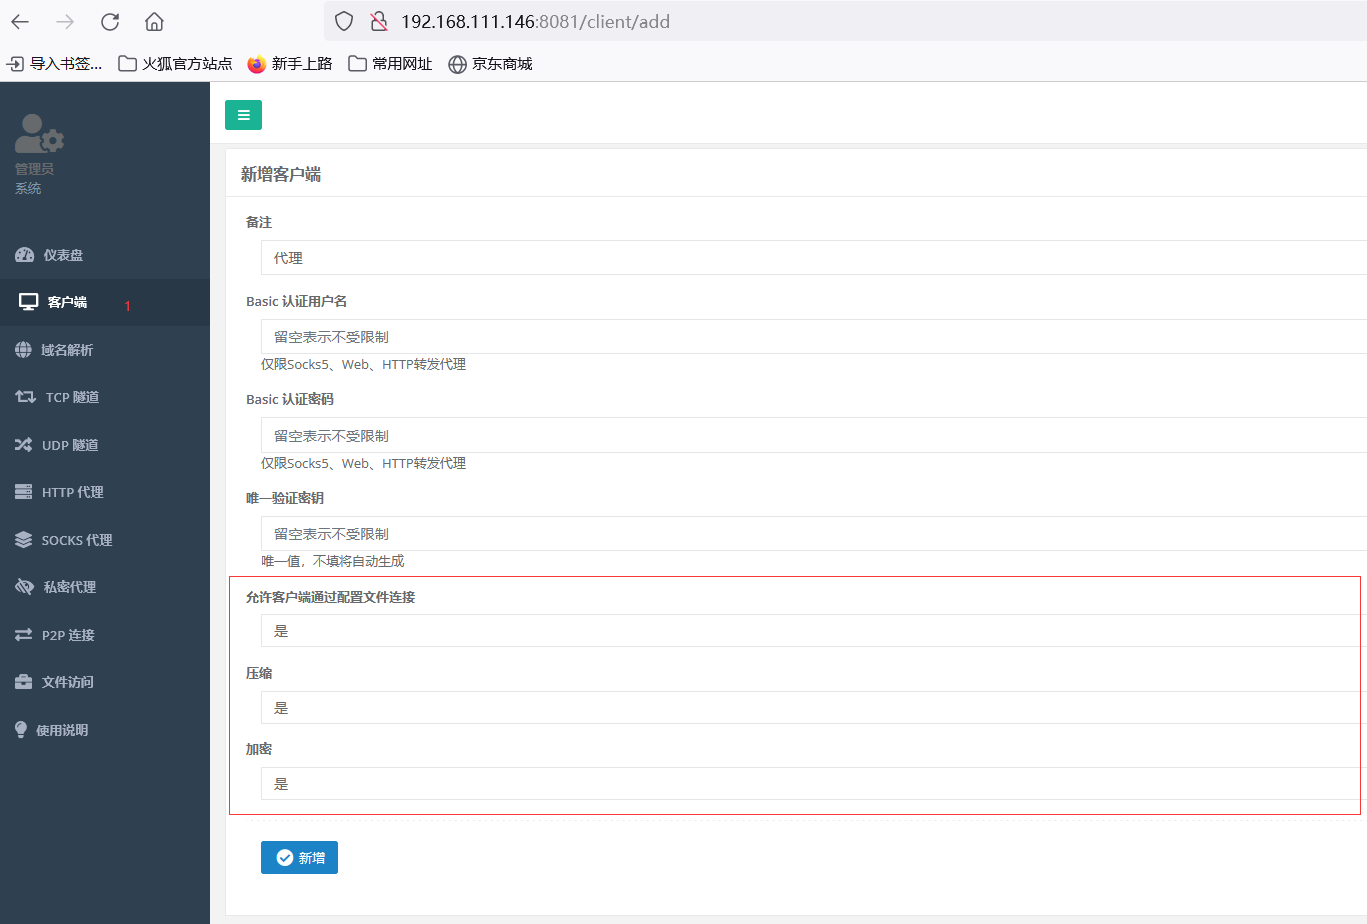 192.168.111.146:8081/client/add
导入书签... 火狐官方站点 新手上路 常用网址 京东商城
管理员
系统
仪表盘
客户端 1
域名解析
TCP 隧道
UDP 隧道
HTTP 代理
SOCKS 代理
私密代理
P2P 连接
文件访问
使用说明
新增客户端
备注
代理
Basic 认证用户名
留空表示不受限制
仅限Socks5、Web、HTTP转发代理
Basic 认证密码
留空表示不受限制
仅限Socks5、Web、HTTP转发代理
唯一验证密钥
留空表示不受限制
唯一值，不填将自动生成
允许客户端通过配置文件连接
是
压缩
是
加密
是
新增